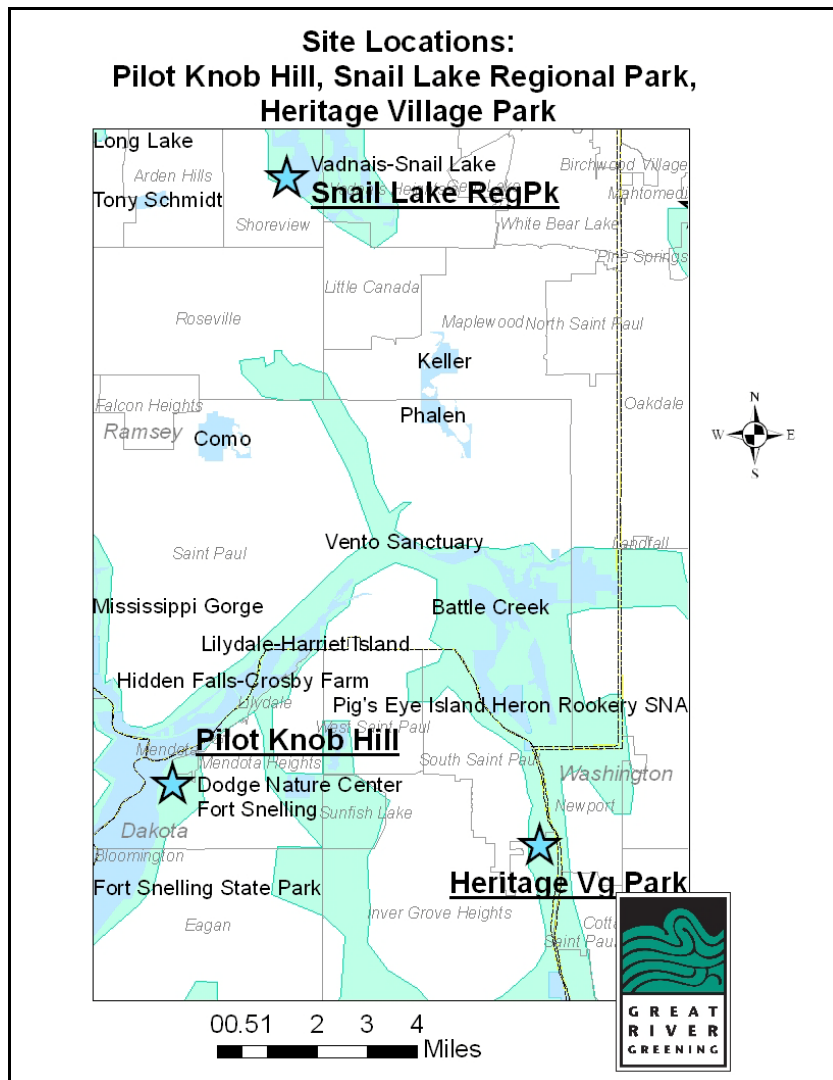 Site Locations:
Pilot Knob Hill, Snail Lake Regional Park,
Heritage Village Park
Long Lake
Arden Hills
Vadnais-Snail Lake
Birchwood Village
Vadnais Heights
Mahtomedi
Tony Schmidt
Snail Lake RegPk
Shoreview
White Bear Lake
Pine Springs
Little Canada
Roseville
Maplewood
North Saint Paul
Keller
Falcon Heights
Oakdale
Phalen
Ramsey
Como
N
W
E
S
Vento Sanctuary
Landfall
Saint Paul
Mississippi Gorge
Battle Creek
Lilydale-Harriet Island
Hidden Falls-Crosby Farm
Lilydale
Pig's Eye Island Heron Rookery SNA
West Saint Paul
Pilot Knob Hill
Mendota
Mendota Heights
South Saint Paul
Washington
Dodge Nature Center
Fort Snelling
Sunfish Lake
Newport
Dakota
Bloomington
Heritage Vg Park
Fort Snelling State Park
Inver Grove Heights
Eagan
Saint Paul
00.51 2 3 4
Miles
GREAT
RIVER
GREENING